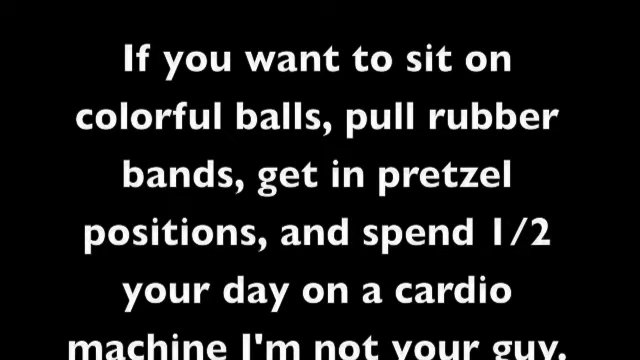 If you want to sit on
colorful balls, pull rubber
bands, get in pretzel
positions, and spend 1/2
your day on a cardio
machine I'm not your guy.